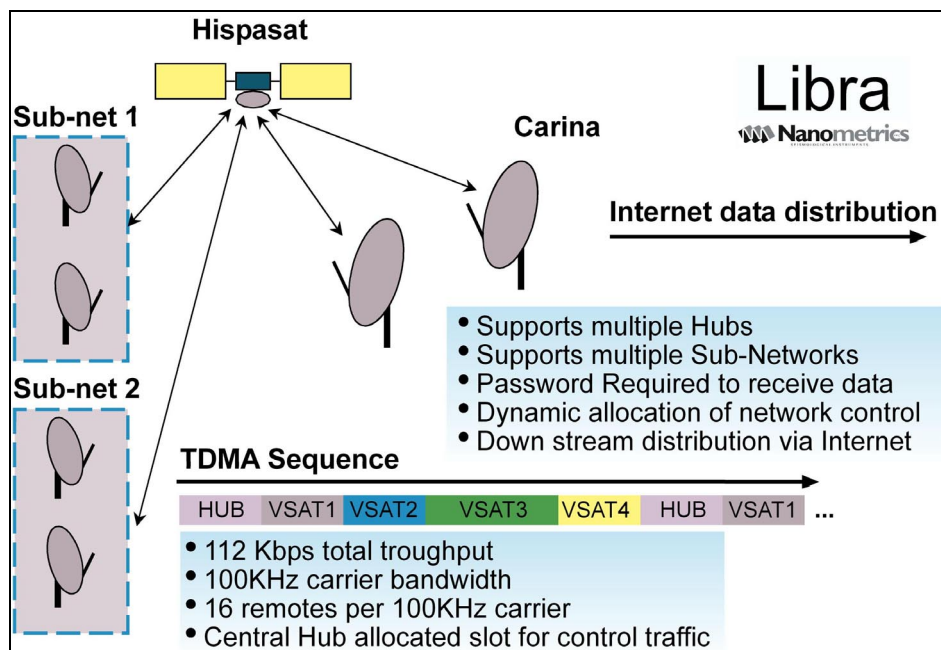 Hispasat
Libra
Nanometrics
SEISMOLOGICAL INSTRUMENTS
Sub-net 1
Carina
Internet data distribution
• Supports multiple Hubs
• Supports multiple Sub-Networks
• Password Required to receive data
• Dynamic allocation of network control
• Down stream distribution via Internet
Sub-net 2
TDMA Sequence
HUB VSAT1 VSAT2 VSAT3 VSAT4 HUB VSAT1 ...
• 112 Kbps total troughput
• 100KHz carrier bandwidth
• 16 remotes per 100KHz carrier
• Central Hub allocated slot for control traffic